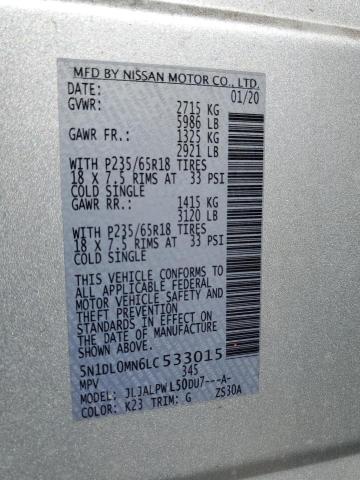 MFD BY NISSAN MOTOR CO., LTD.
DATE: 01/20
GVWR: 2715 KG
5986 LB
GAWR FR.: 1325 KG
2921 LB
WITH P235/65R18 TIRES
18 X 7.5 RIMS AT 33 PSI
COLD SINGLE
GAWR RR.: 1415 KG
3120 LB
WITH P235/65R18 TIRES
18 X 7.5 RIMS AT 33 PSI
COLD SINGLE
THIS VEHICLE CONFORMS TO
ALL APPLICABLE FEDERAL
MOTOR VEHICLE SAFETY AND
THEFT PREVENTION
STANDARDS IN EFFECT ON
THE DATE OF MANUFACTURE
SHOWN ABOVE.
5N1DL0MN6LC533015
MPV 345
JLJALPWL50DU7---A-
COLOR: K23 TRIM: G ZS30A